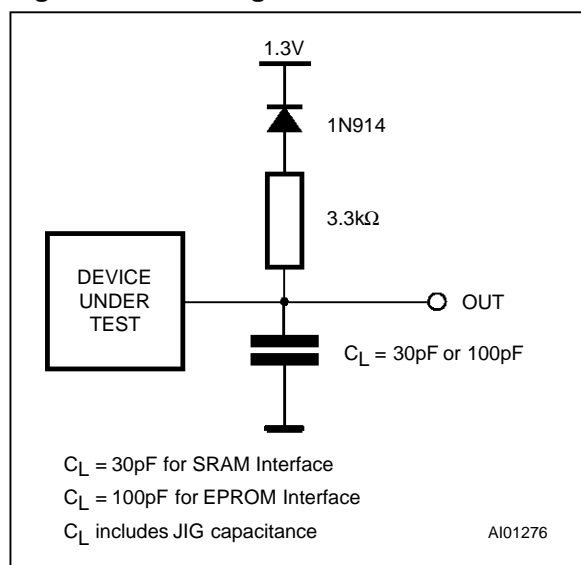 1.3V
1N914
3.3kΩ
DEVICE
UNDER
TEST
OUT
CL = 30pF or 100pF
CL = 30pF for SRAM Interface
CL = 100pF for EPROM Interface
CL includes JIG capacitance
AI01276